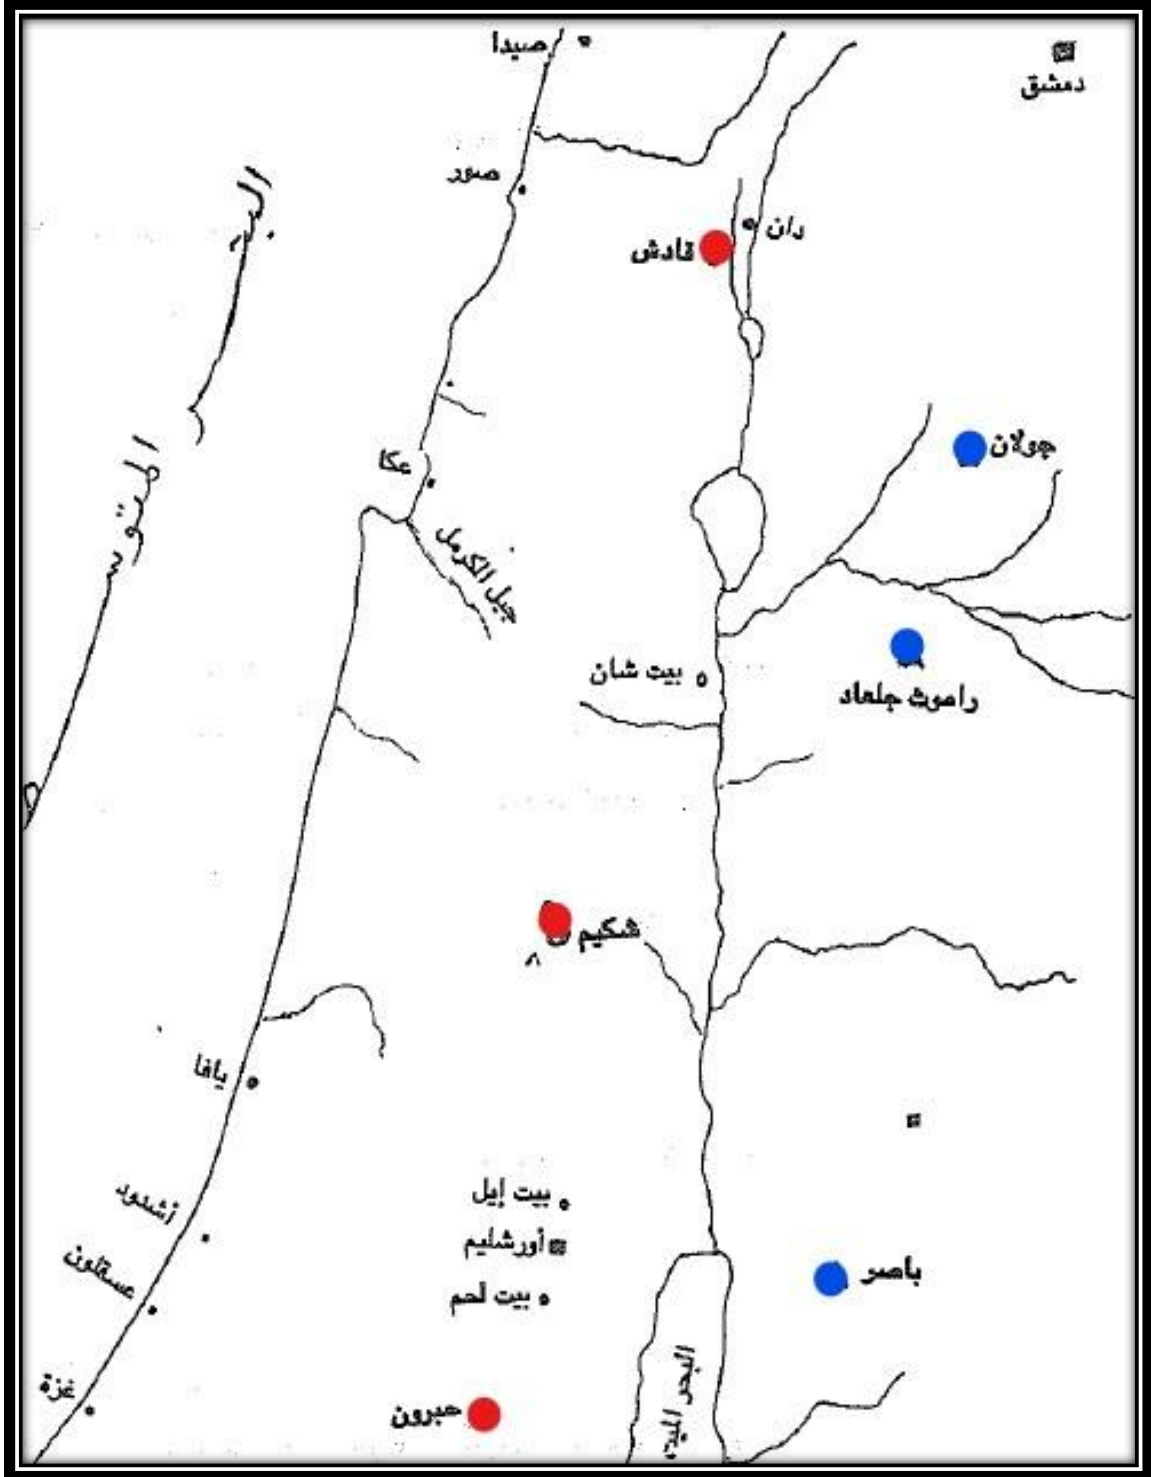 صيدا
دمشق
صور
دان
قادش
البحر المتوسط
جولان
عكا
جبل الكرمل
بيت شان
راموث جلعاد
شكيم
٨
يافا
بيت إيل
أشدود
أورشليم
عسقلون
باصر
بيت لحم
البحر الميت
غزة
حبرون